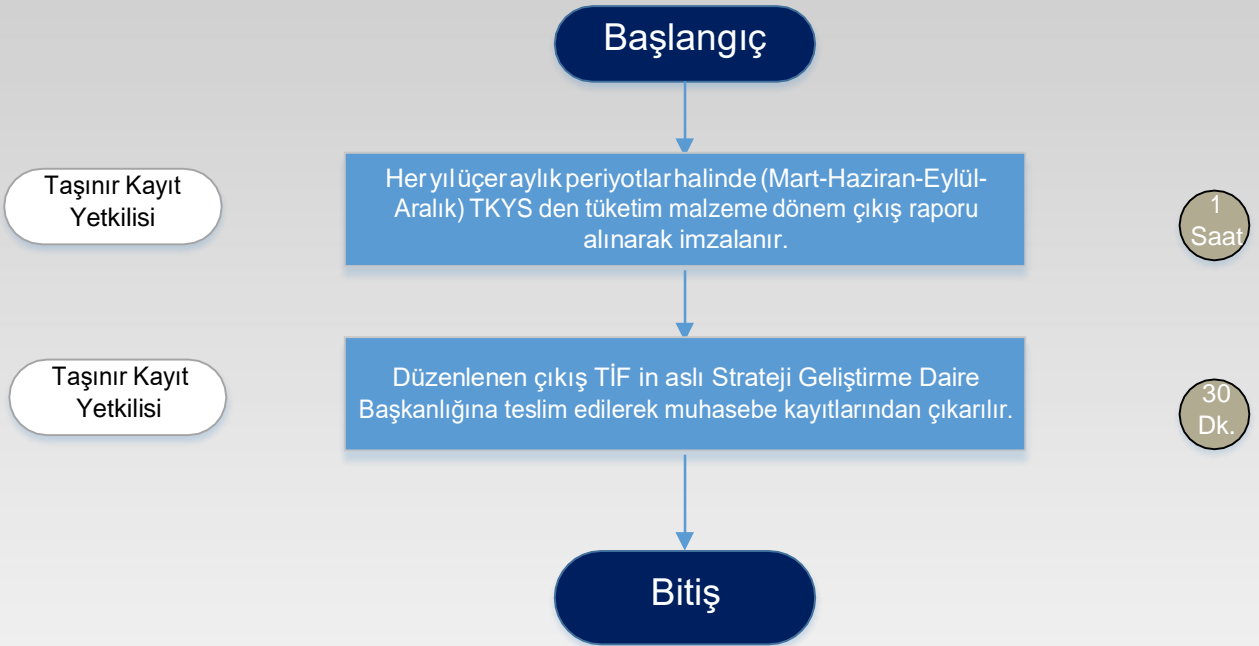 Başlangıç
Taşınır Kayıt
Yetkilisi
Her yıl üçer aylık periyotlar halinde (Mart-Haziran-Eylül-
Aralık) TKYS den tüketim malzeme dönem çıkış raporu
alınarak imzalanır.
1
Saat
Taşınır Kayıt
Yetkilisi
Düzenlenen çıkış TİF in aslı Strateji Geliştirme Daire
Başkanlığına teslim edilerek muhasebe kayıtlarından çıkarılır.
30
Dk.
Bitiş